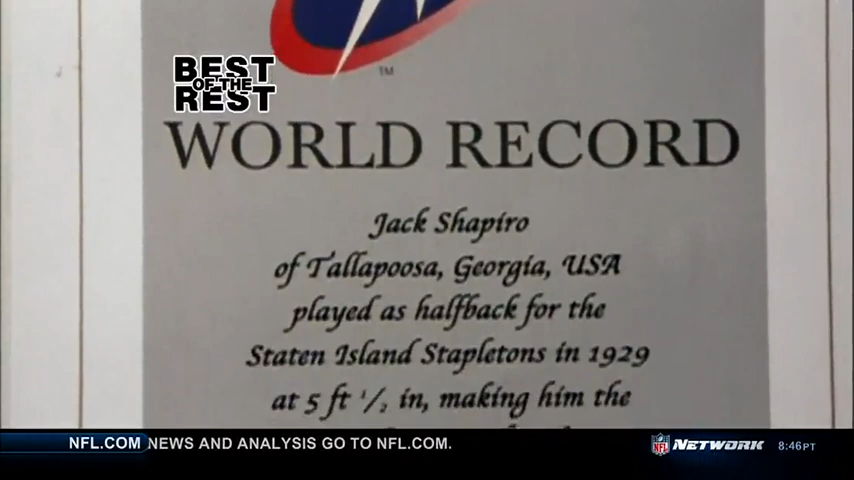 BEST
OF THE
REST
TM
WORLD RECORD
Jack Shapiro
of Tallapoosa, Georgia, USA
played as halfback for the
Staten Island Stapletons in 1929
at 5 ft 1/2 in, making him the
NFL.COM NEWS AND ANALYSIS GO TO NFL.COM.
NFL NETWORK 8:46PT